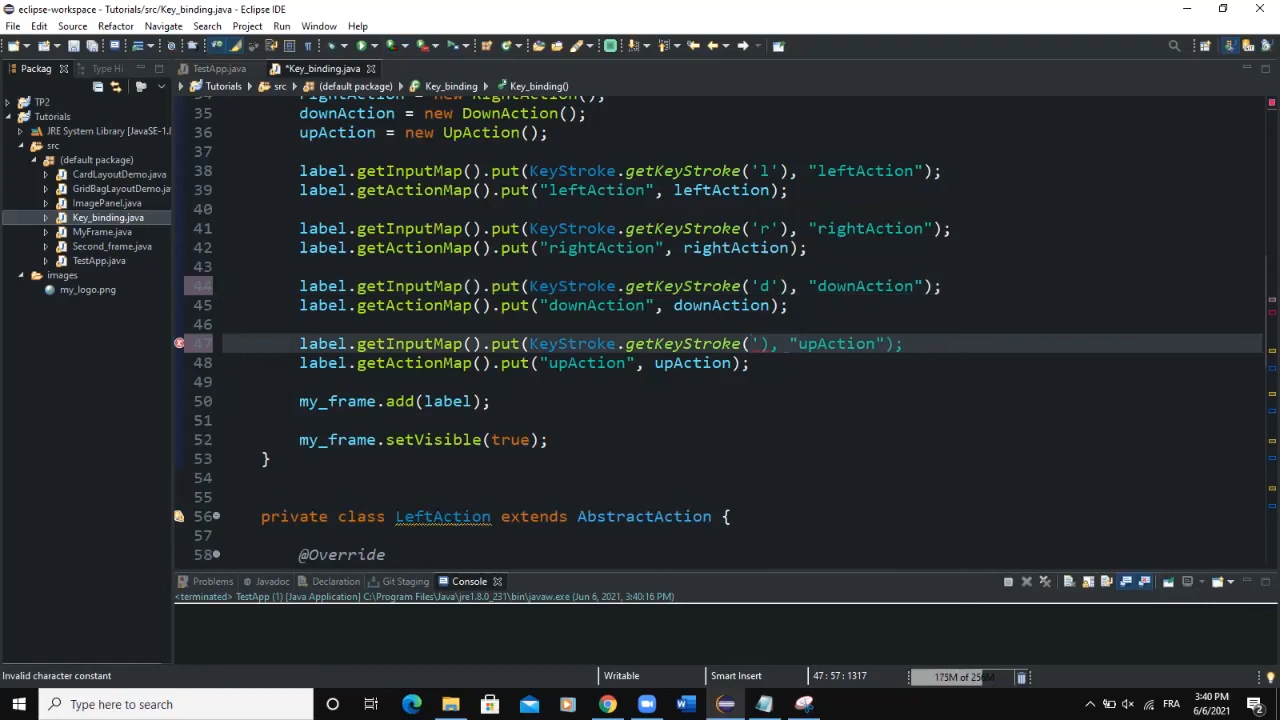 eclipse-workspace - Tutorials/src/Key_binding.java - Eclipse IDE
File Edit Source Refactor Navigate Search Project Run Window Help
Packag Type Hi TestApp.java *Key_binding.java
Tutorials src (default package) Key_binding Key_binding()
TP2
Tutorials
JRE System Library [JavaSE-1.8
src
(default package)
CardLayoutDemo.java
GridBagLayoutDemo.jav
ImagePanel.java
Key_binding.java
MyFrame.java
Second_frame.java
TestApp.java
images
my_logo.png
34 rightAction = new RightAction();
35 downAction = new DownAction();
36 upAction = new UpAction();
37
38 label.getInputMap().put(KeyStroke.getKeyStroke('l'), "leftAction");
39 label.getActionMap().put("leftAction", leftAction);
40
41 label.getInputMap().put(KeyStroke.getKeyStroke('r'), "rightAction");
42 label.getActionMap().put("rightAction", rightAction);
43
44 label.getInputMap().put(KeyStroke.getKeyStroke('d'), "downAction");
45 label.getActionMap().put("downAction", downAction);
46
47 label.getInputMap().put(KeyStroke.getKeyStroke('), "upAction");
48 label.getActionMap().put("upAction", upAction);
49
50 my_frame.add(label);
51
52 my_frame.setVisible(true);
53 }
54
55
56 private class LeftAction extends AbstractAction {
57
58 @Override
Problems Javadoc Declaration Git Staging Console
<terminated> TestApp (1) [Java Application] C:\Program Files\Java\jre1.8.0_231\bin\javaw.exe (Jun 6, 2021, 3:40:16 PM)
Invalid character constant Writable Smart Insert 47 : 57 : 1317 175M of 256M
Type here to search FRA 3:40 PM
6/6/2021 2